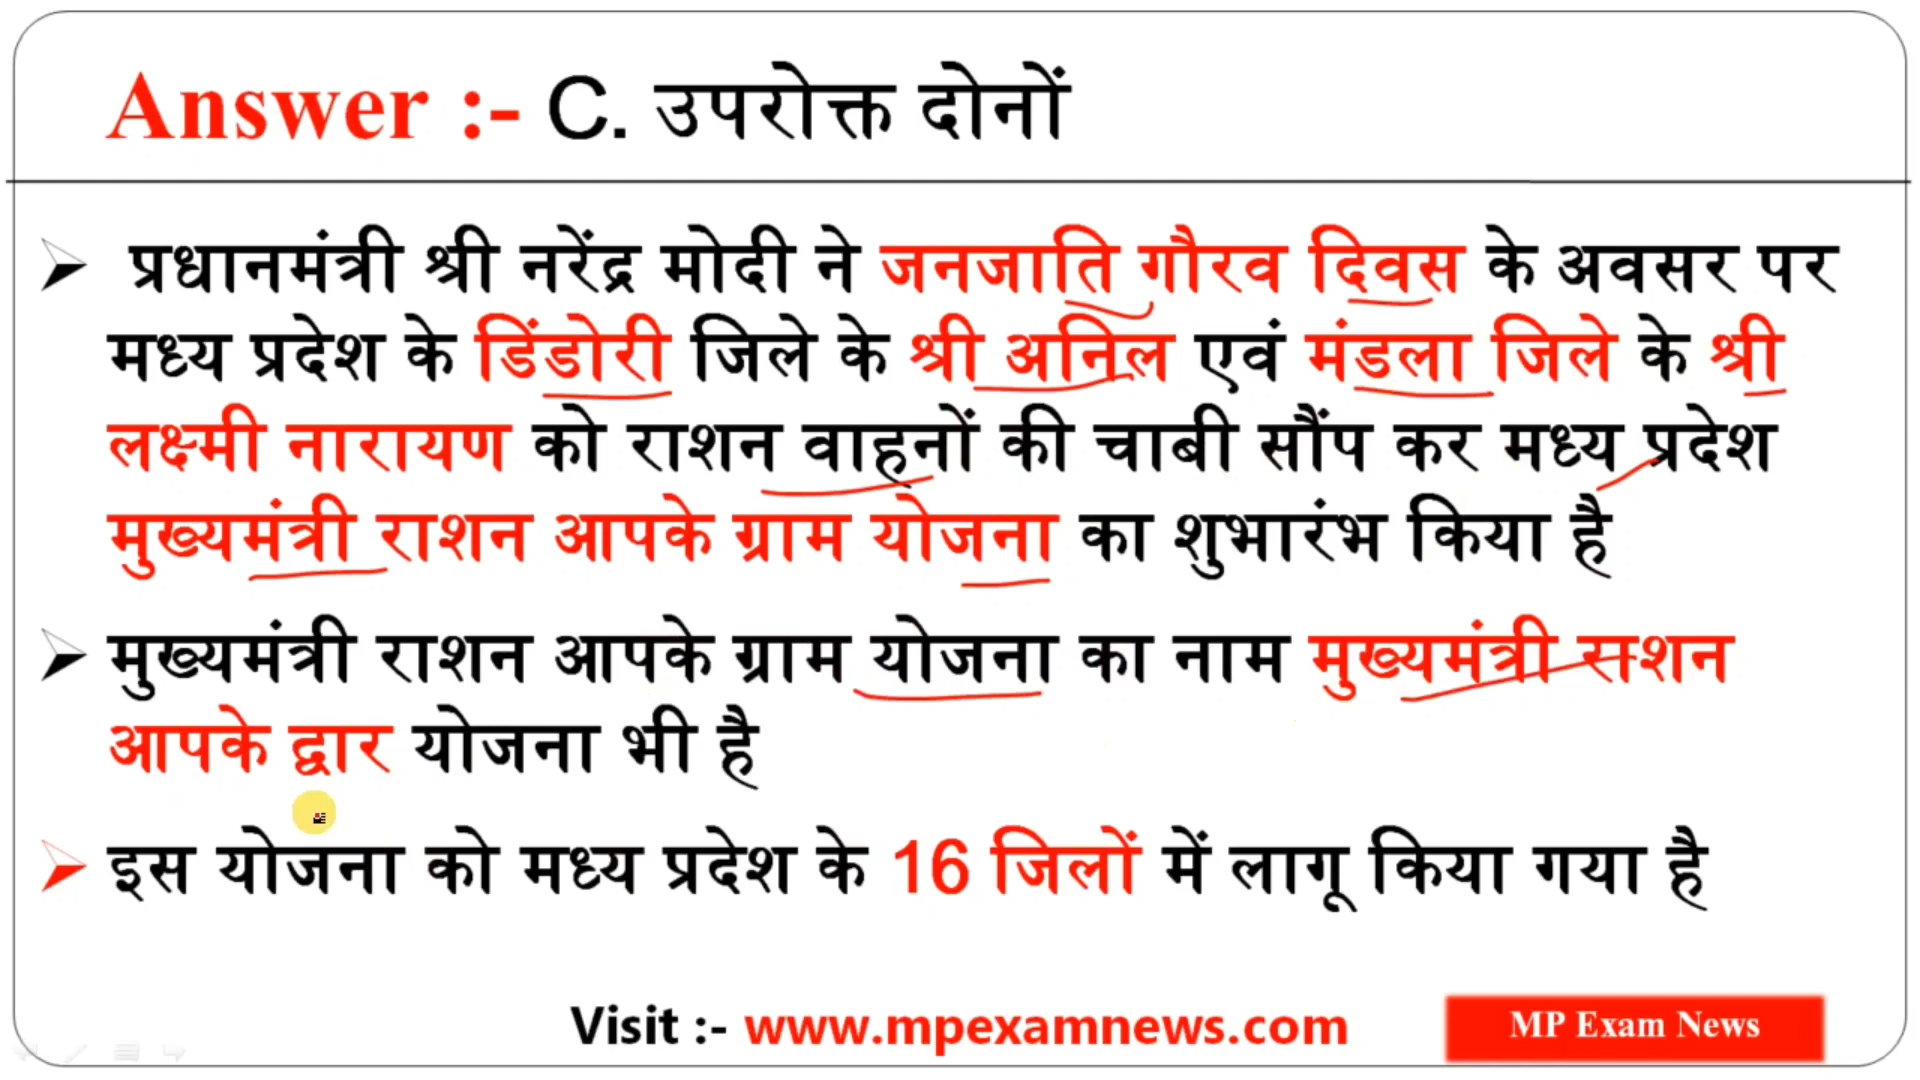 Answer :- C. उपरोक्त दोनों
प्रधानमंत्री श्री नरेंद्र मोदी ने जनजाति गौरव दिवस के अवसर पर
मध्य प्रदेश के डिंडोरी जिले के श्री अनिल एवं मंडला जिले के श्री
लक्ष्मी नारायण को राशन वाहनों की चाबी सौंप कर मध्य प्रदेश
मुख्यमंत्री राशन आपके ग्राम योजना का शुभारंभ किया है
मुख्यमंत्री राशन आपके ग्राम योजना का नाम मुख्यमंत्री राशन
आपके द्वार योजना भी है
इस योजना को मध्य प्रदेश के 16 जिलों में लागू किया गया है
Visit :- www.mpexamnews.com
MP Exam News